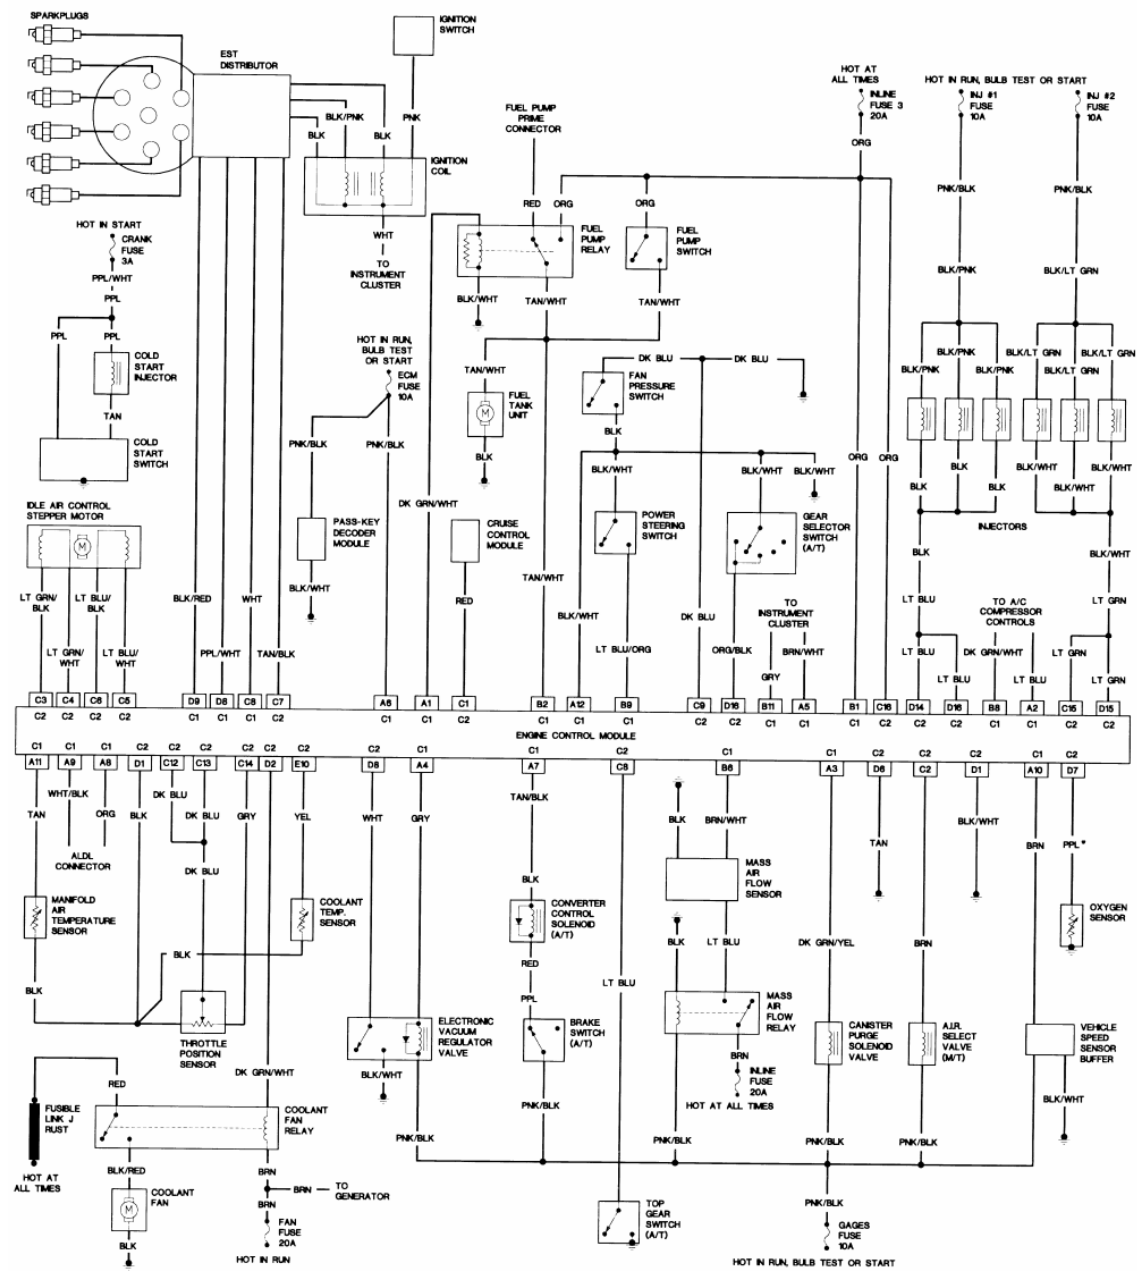 SPARKPLUGS
EST
DISTRIBUTOR
IGNITION
SWITCH
BLK/PNK
BLK
BLK
PNK
IGNITION
COIL
WHT
TO
INSTRUMENT
CLUSTER
FUEL PUMP
PRIME
CONNECTOR
RED
ORG
ORG
FUEL
PUMP
RELAY
FUEL
PUMP
SWITCH
BLK/WHT
TAN/WHT
TAN/WHT
HOT AT
ALL TIMES
INLINE
FUSE 3
20A
ORG
HOT IN RUN, BULB TEST OR START
INJ #1
FUSE
10A
INJ #2
FUSE
10A
PNK/BLK
PNK/BLK
BLK/PNK
BLK/LT GRN
HOT IN START
CRANK
FUSE
3A
PPL/WHT
PPL
PPL
PPL
COLD
START
INJECTOR
TAN
COLD
START
SWITCH
HOT IN RUN,
BULB TEST
OR START
ECM
FUSE
10A
PNK/BLK
PNK/BLK
TAN/WHT
FUEL
TANK
UNIT
M
BLK
DK BLU
DK BLU
FAN
PRESSURE
SWITCH
BLK
BLK/WHT
BLK/WHT
BLK/WHT
BLK/PNK
BLK/PNK
BLK/PNK
BLK/LT GRN
BLK/LT GRN
BLK/LT GRN
ORG
ORG
BLK
BLK
BLK
BLK/WHT
BLK/WHT
BLK/WHT
INJECTORS
IDLE AIR CONTROL
STEPPER MOTOR
M
PASS-KEY
DECODER
MODULE
BLK/WHT
DK GRN/WHT
CRUISE
CONTROL
MODULE
RED
TAN/WHT
POWER
STEERING
SWITCH
GEAR
SELECTOR
SWITCH
(A/T)
BLK/WHT
LT BLU/ORG
DK BLU
ORG/BLK
TO
INSTRUMENT
CLUSTER
GRY
BRN/WHT
BLK
LT BLU
LT BLU
LT BLU
TO A/C
COMPRESSOR
CONTROLS
DK GRN/WHT
LT BLU
BLK/WHT
LT GRN
LT GRN
LT GRN
LT GRN/
BLK
LT GRN/
WHT
LT BLU/
BLK
LT BLU/
WHT
BLK/RED
PPL/WHT
WHT
TAN/BLK
C3 C4 C6 C5 D9 D8 C8 C7 A6 A1 C1 B2 A12 B9 C9 D16 B11 A5 B1 C16 D14 D16 B8 A2 C15 D15
C2 C2 C2 C2 C1 C1 C1 C2 C1 C1 C2 C1 C1 C1 C2 C2 C1 C1 C1 C2 C2 C2 C1 C1 C2 C2
ENGINE CONTROL MODULE
C1 C1 C1 C2 C2 C2 C2 C2 C2 C2 C1 C1 C2 C1 C1 C2 C1 C2 C1 C2
A11 A9 A8 D1 C12 C13 C14 D2 E10 D8 A4 A7 C8 B6 A3 D6 C2 D1 A10 D7
TAN
WHT/BLK
ORG
BLK
DK BLU
DK BLU
GRY
YEL
WHT
GRY
TAN/BLK
ALDL
CONNECTOR
DK BLU
MANIFOLD
AIR
TEMPERATURE
SENSOR
COOLANT
TEMP.
SENSOR
BLK
BLK
THROTTLE
POSITION
SENSOR
BLK
CONVERTER
CONTROL
SOLENOID
(A/T)
RED
PPL
BRAKE
SWITCH
(A/T)
PNK/BLK
LT BLU
BLK
BRN/WHT
MASS
AIR
FLOW
SENSOR
BLK
LT BLU
MASS
AIR
FLOW
RELAY
BRN
INLINE
FUSE
20A
HOT AT ALL TIMES
PNK/BLK
TAN
BLK/WHT
BRN
PPL*
OXYGEN
SENSOR
DK GRN/YEL
BRN
CANISTER
PURGE
SOLENOID
VALVE
A.I.R.
SELECT
VALVE
(M/T)
VEHICLE
SPEED
SENSOR
BUFFER
BLK/WHT
PNK/BLK
PNK/BLK
ELECTRONIC
VACUUM
REGULATOR
VALVE
BLK/WHT
PNK/BLK
RED
DK GRN/WHT
FUSIBLE
LINK J
RUST
HOT AT
ALL TIMES
COOLANT
FAN
RELAY
BLK/RED
COOLANT
FAN
M
BLK
BRN
BRN
TO
GENERATOR
BRN
FAN
FUSE
20A
HOT IN RUN
TOP
GEAR
SWITCH
(A/T)
PNK/BLK
GAGES
FUSE
10A
HOT IN RUN, BULB TEST OR START